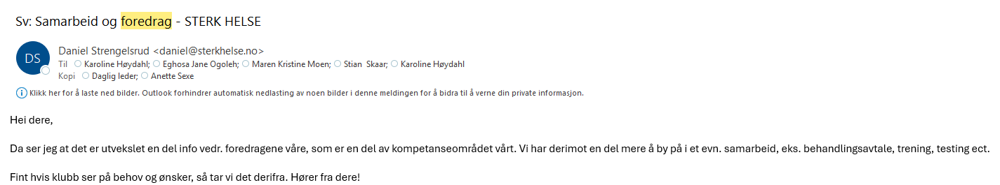 Sv: Samarbeid og foredrag - STERK HELSE
DS
Daniel Strengelsrud <daniel@sterkhelse.no>
Til Karoline Høydahl; Eghosa Jane Ogoleh; Maren Kristine Moen; Stian Skaar; Karoline Høydahl
Kopi Daglig leder; Anette Sexe
Klikk her for å laste ned bilder. Outlook forhindrer automatisk nedlasting av noen bilder i denne meldingen for å bidra til å verne din private informasjon.
Hei dere,
Da ser jeg at det er utvekslet en del info vedr. foredragene våre, som er en del av kompetanseområdet vårt. Vi har derimot en del mere å by på i et evn. samarbeid, eks. behandlingsavtale, trening, testing ect.
Fint hvis klubb ser på behov og ønsker, så tar vi det derifra. Hører fra dere!